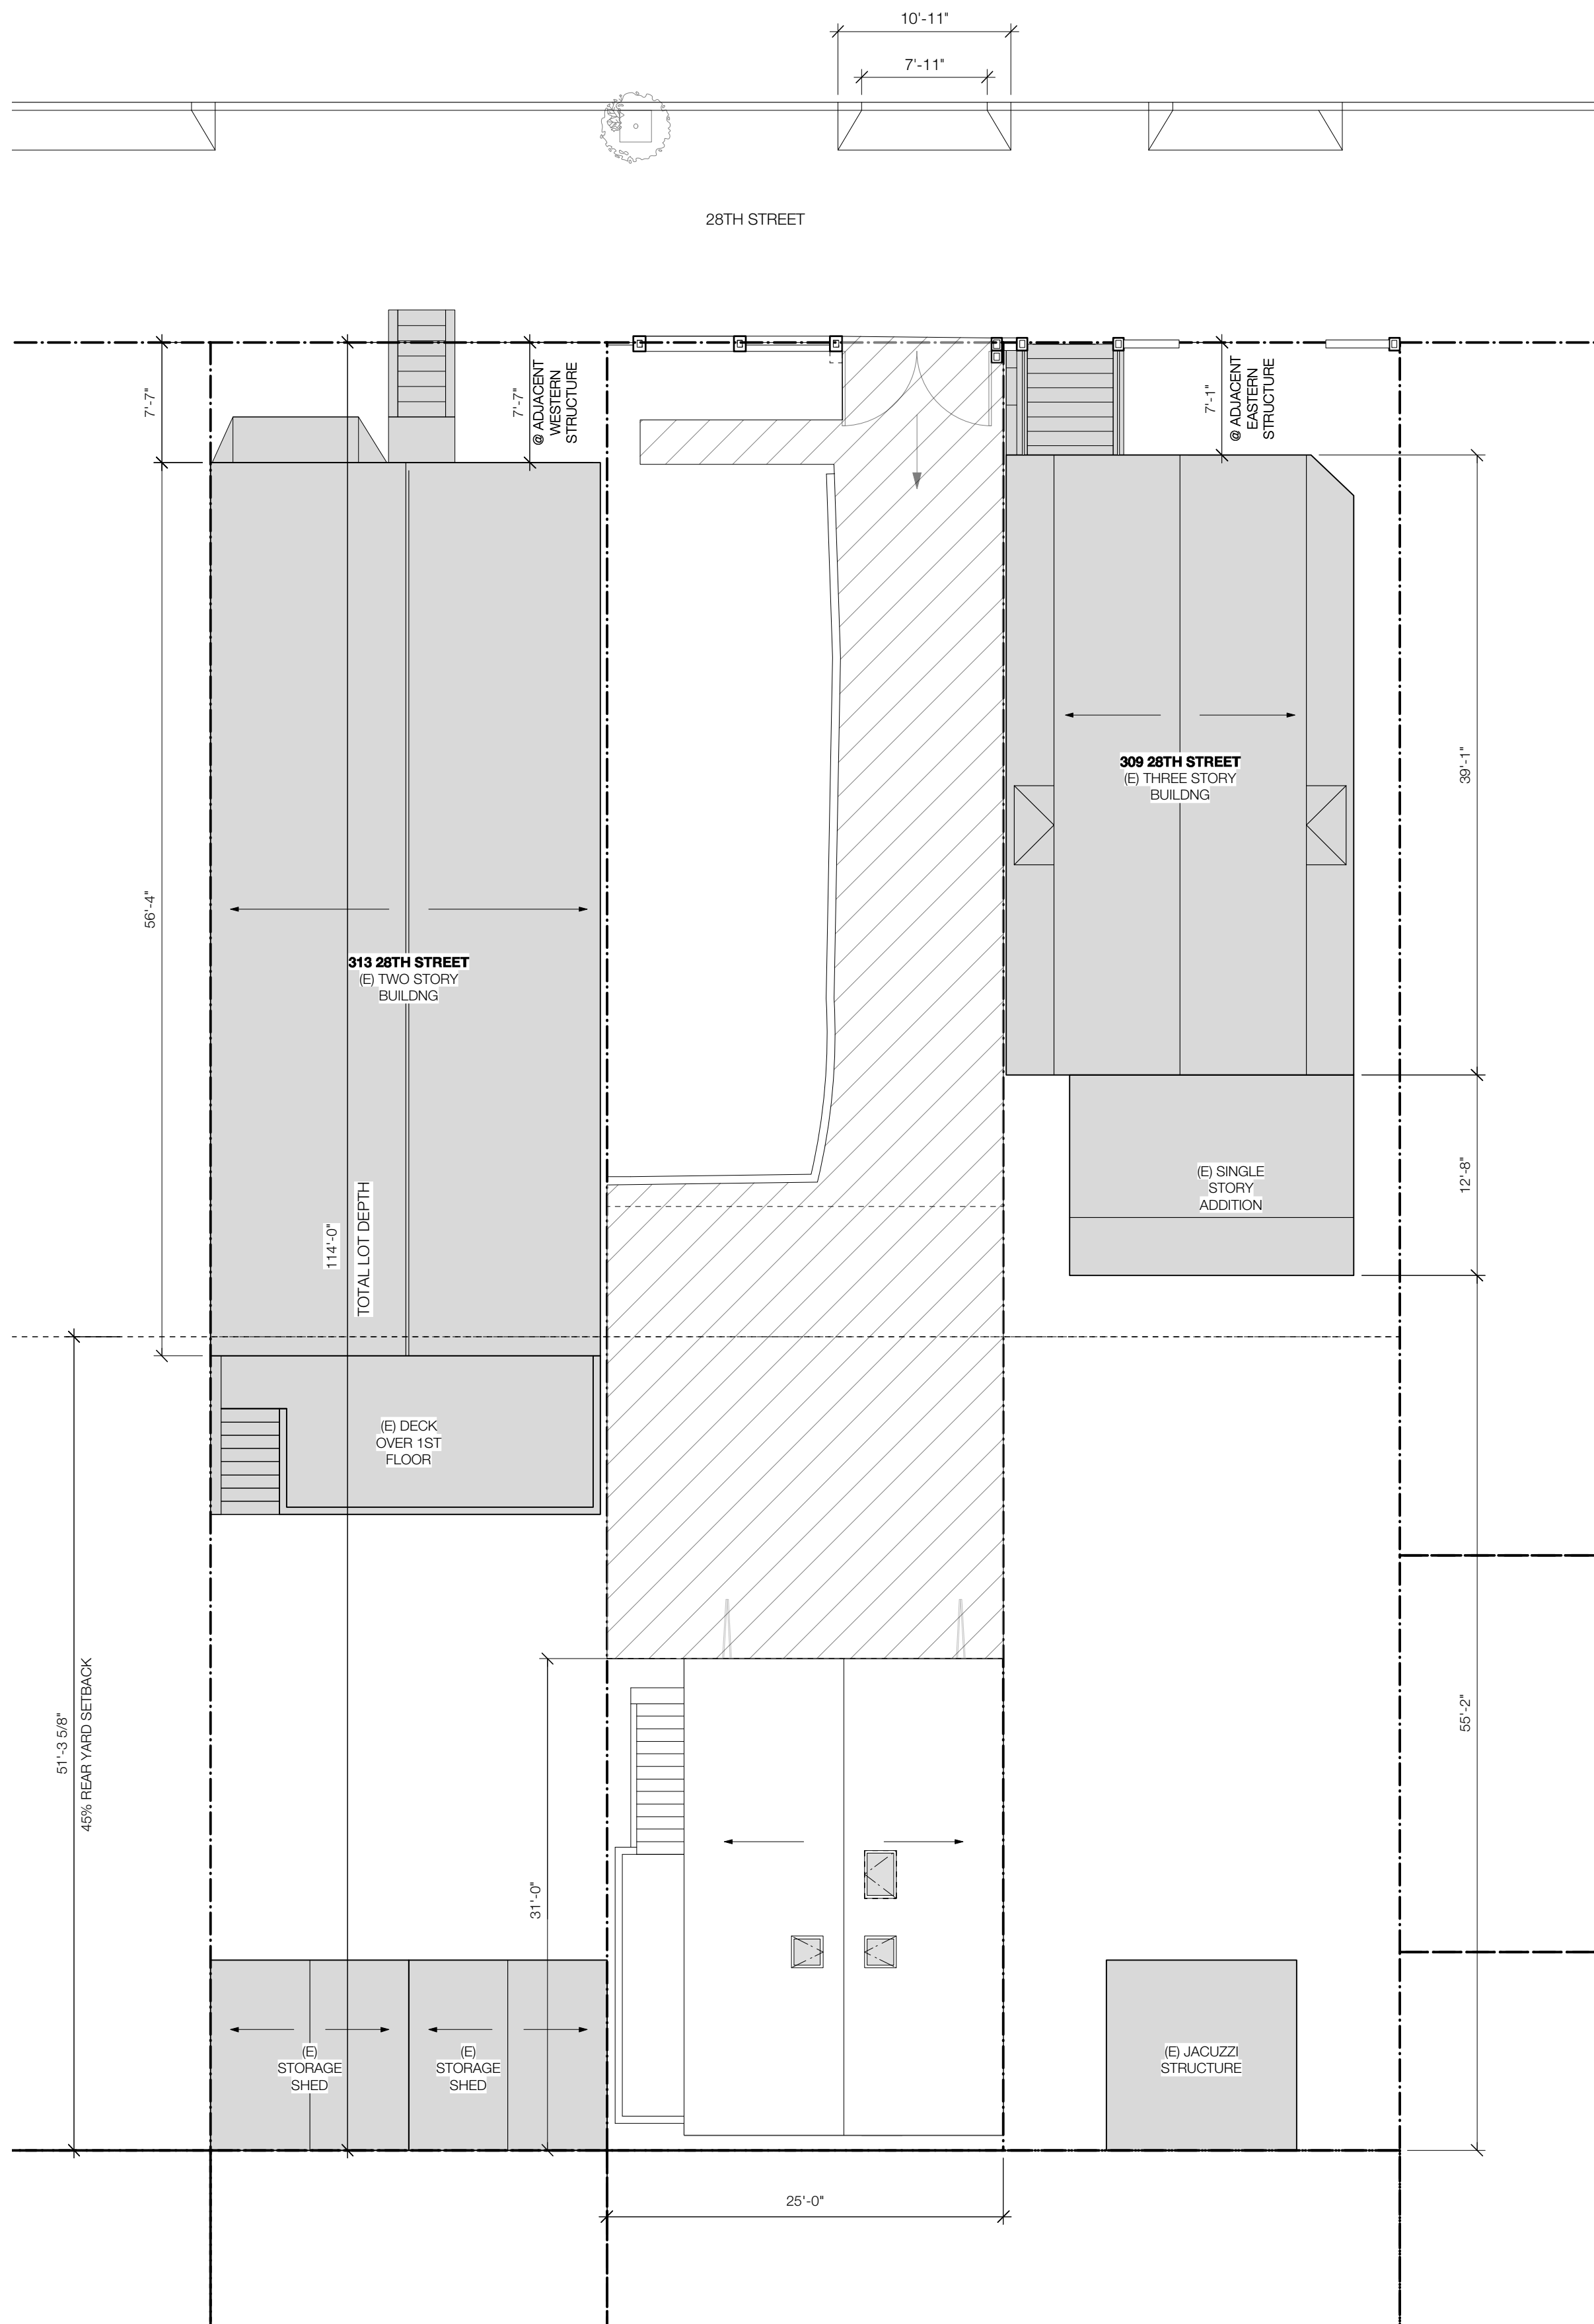 10'-11"
7'-11"
28TH STREET
7'-7"
7'-7"
@ ADJACENT
WESTERN
STRUCTURE
7'-1"
@ ADJACENT
EASTERN
STRUCTURE
309 28TH STREET
(E) THREE STORY
BUILDNG
39'-1"
56'-4"
313 28TH STREET
(E) TWO STORY
BUILDNG
114'-0"
TOTAL LOT DEPTH
(E) SINGLE
STORY
ADDITION
12'-8"
(E) DECK
OVER 1ST
FLOOR
51'-3 5/8"
45% REAR YARD SETBACK
55'-2"
31'-0"
(E)
STORAGE
SHED
(E)
STORAGE
SHED
(E) JACUZZI
STRUCTURE
25'-0"